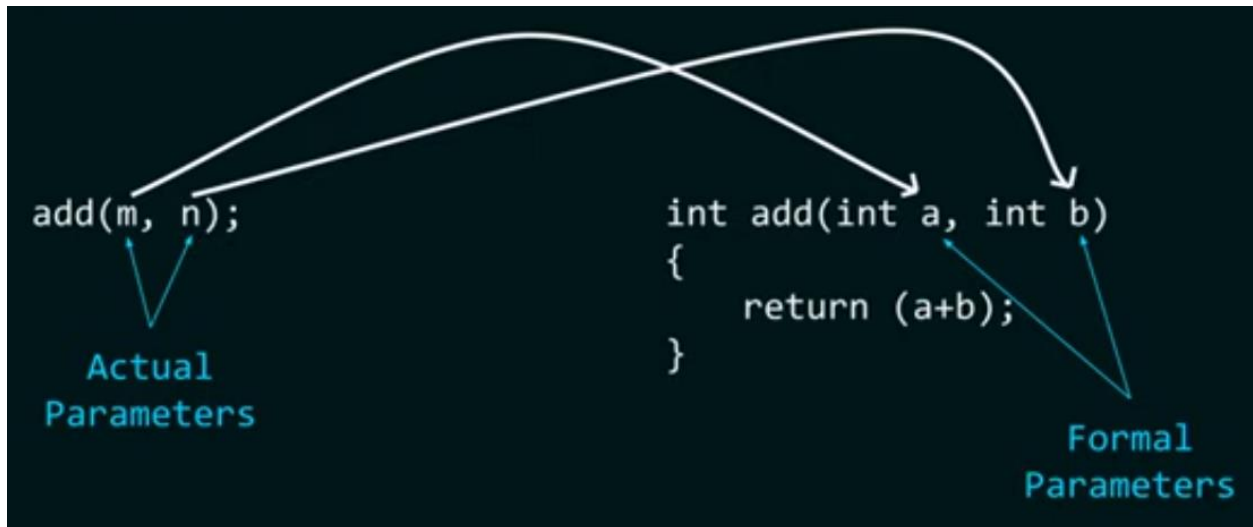 add(m, n);
Actual
Parameters
int add(int a, int b)
{
return (a+b);
}
Formal
Parameters